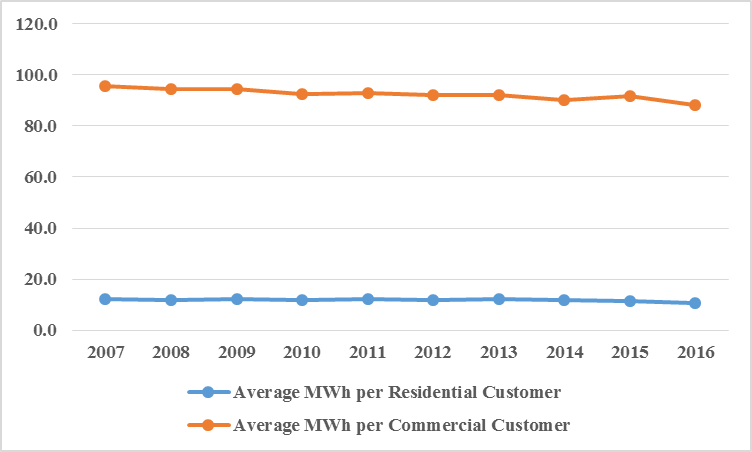 120.0
100.0
80.0
60.0
40.0
20.0
0.0
2007 2008 2009 2010 2011 2012 2013 2014 2015 2016
Average MWh per Residential Customer
Average MWh per Commercial Customer